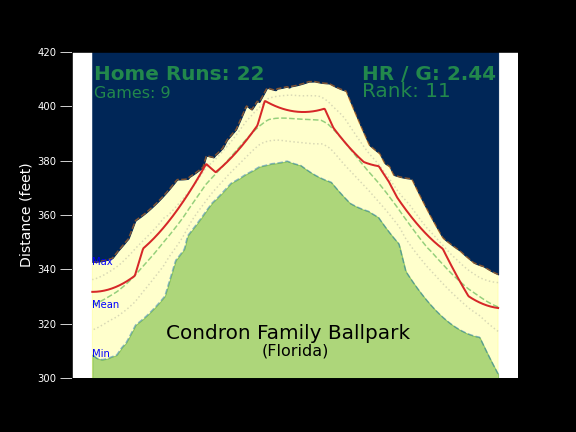 Home Runs: 22
HR / G: 2.44
Games: 9
Rank: 11
420
400
380
360
340
320
300
Distance (feet)
Max
Mean
Min
Condron Family Ballpark
(Florida)